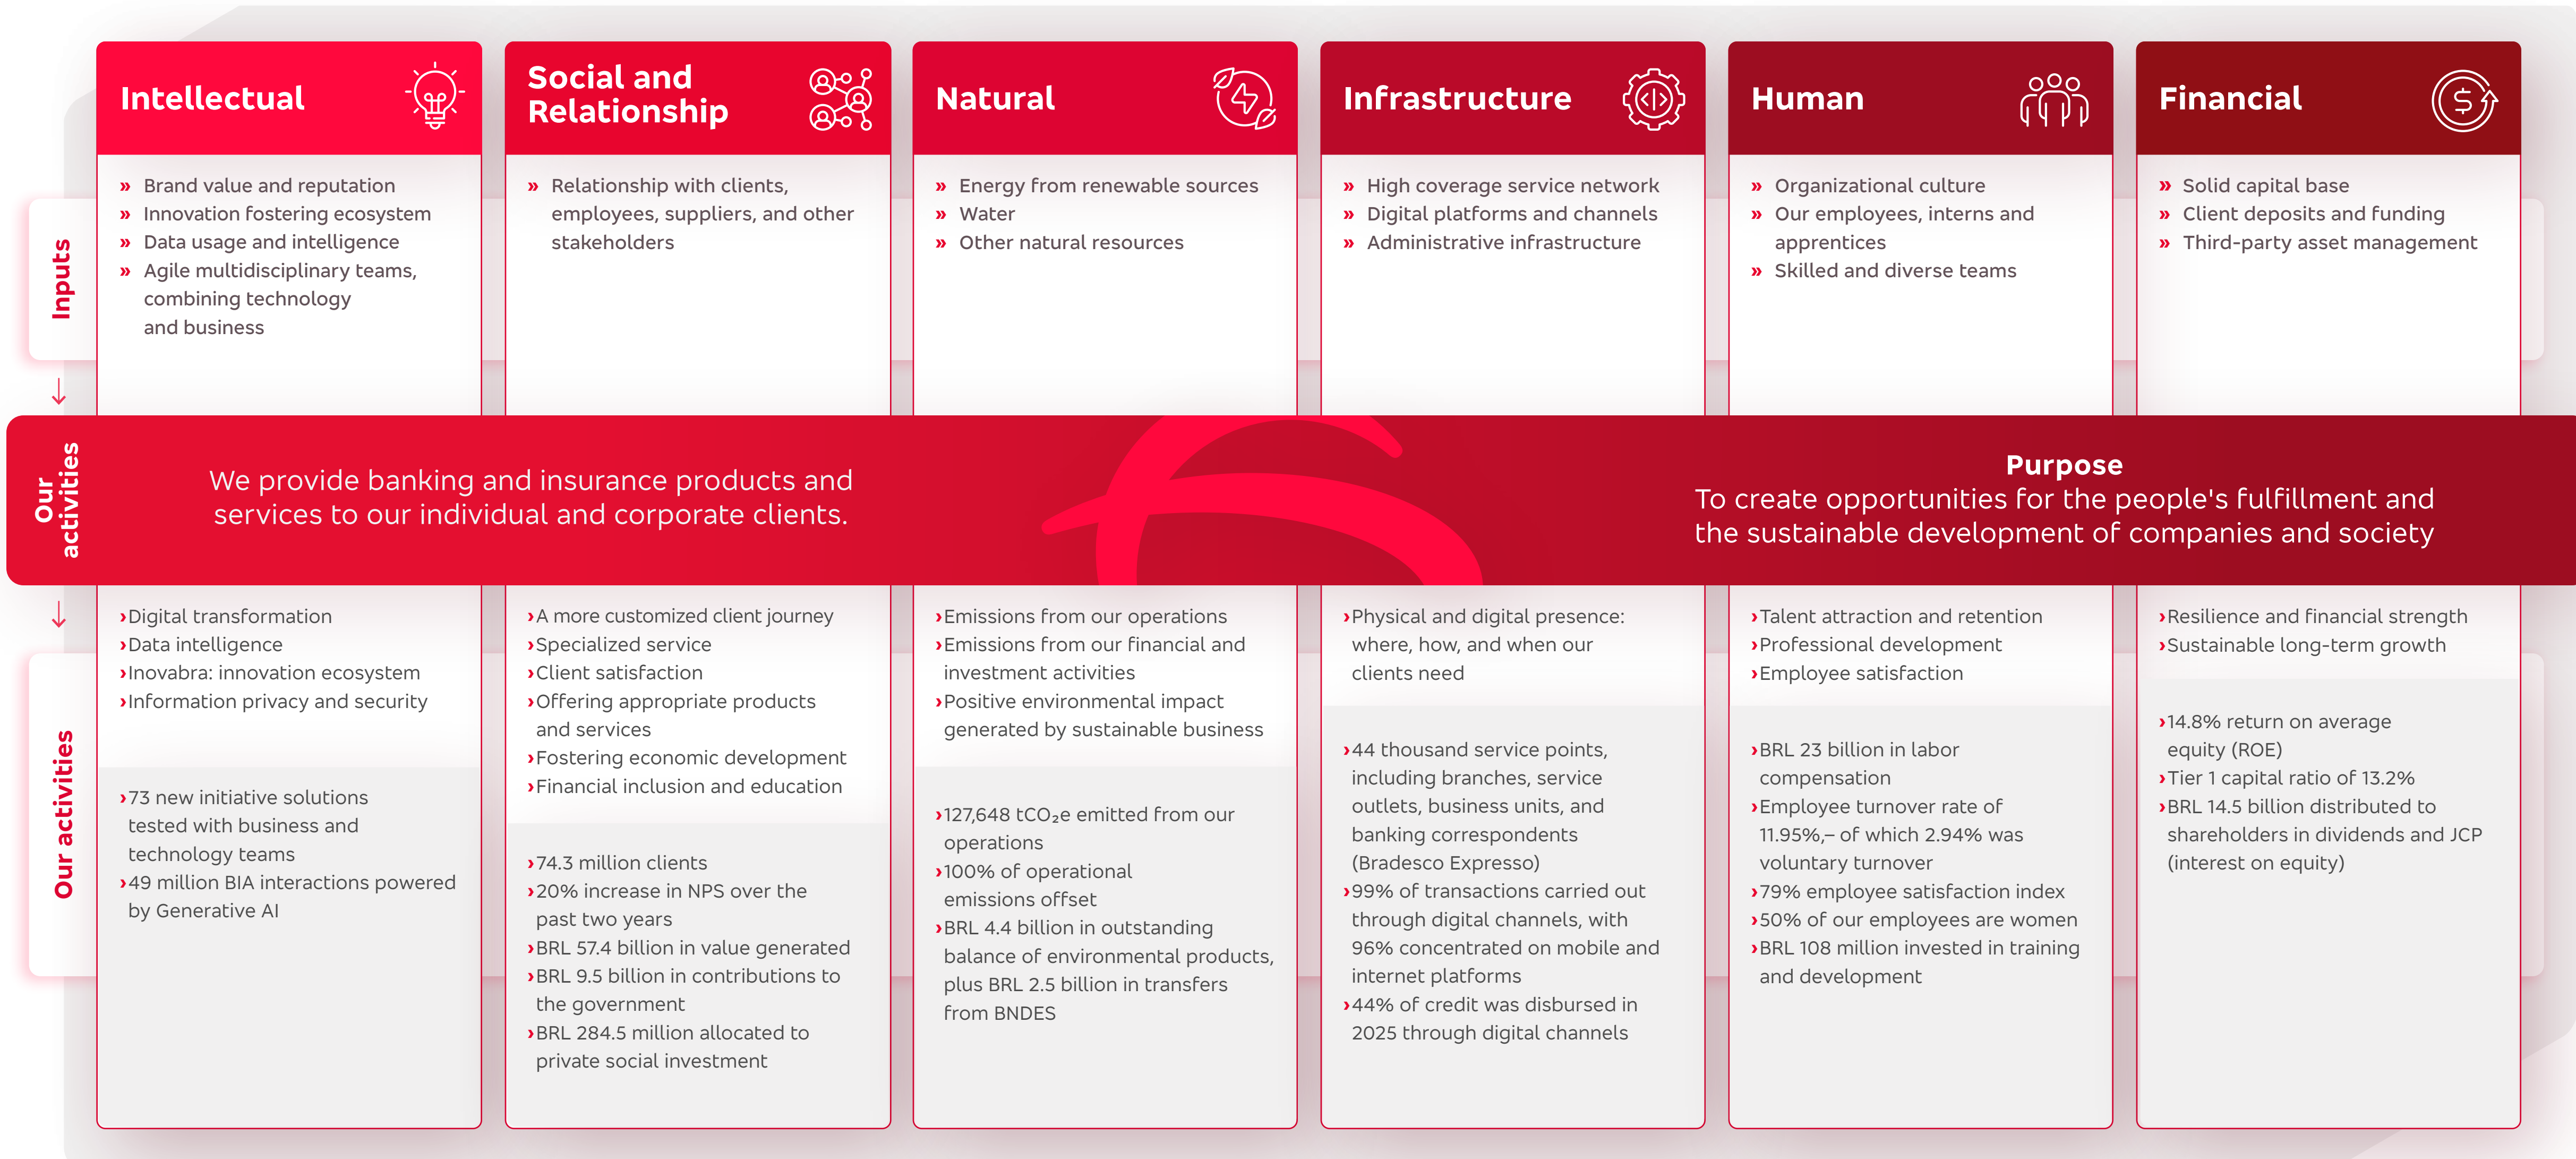 Intellectual
» Brand value and reputation
» Innovation fostering ecosystem
» Data usage and intelligence
» Agile multidisciplinary teams,
combining technology
and business
Social and
Relationship
» Relationship with clients,
employees, suppliers, and other
stakeholders
Natural
» Energy from renewable sources
» Water
» Other natural resources
Infrastructure
» High coverage service network
» Digital platforms and channels
» Administrative infrastructure
Human
» Organizational culture
» Our employees, interns and
apprentices
» Skilled and diverse teams
Financial
» Solid capital base
» Client deposits and funding
» Third-party asset management
Inputs
Our
activities
We provide banking and insurance products and
services to our individual and corporate clients.
Purpose
To create opportunities for the people's fulfillment and
the sustainable development of companies and society
Our activities
›Digital transformation
›Data intelligence
›Inovabra: innovation ecosystem
›Information privacy and security
›73 new initiative solutions
tested with business and
technology teams
›49 million BIA interactions powered
by Generative AI
›A more customized client journey
›Specialized service
›Client satisfaction
›Offering appropriate products
and services
›Fostering economic development
›Financial inclusion and education
›74.3 million clients
›20% increase in NPS over the
past two years
›BRL 57.4 billion in value generated
›BRL 9.5 billion in contributions to
the government
›BRL 284.5 million allocated to
private social investment
›Emissions from our operations
›Emissions from our financial and
investment activities
›Positive environmental impact
generated by sustainable business
›127,648 tCO₂e emitted from our
operations
›100% of operational
emissions offset
›BRL 4.4 billion in outstanding
balance of environmental products,
plus BRL 2.5 billion in transfers
from BNDES
›Physical and digital presence:
where, how, and when our
clients need
›44 thousand service points,
including branches, service
outlets, business units, and
banking correspondents
(Bradesco Expresso)
›99% of transactions carried out
through digital channels, with
96% concentrated on mobile and
internet platforms
›44% of credit was disbursed in
2025 through digital channels
›Talent attraction and retention
›Professional development
›Employee satisfaction
›BRL 23 billion in labor
compensation
›Employee turnover rate of
11.95%,– of which 2.94% was
voluntary turnover
›79% employee satisfaction index
›50% of our employees are women
›BRL 108 million invested in training
and development
›Resilience and financial strength
›Sustainable long-term growth
›14.8% return on average
equity (ROE)
›Tier 1 capital ratio of 13.2%
›BRL 14.5 billion distributed to
shareholders in dividends and JCP
(interest on equity)